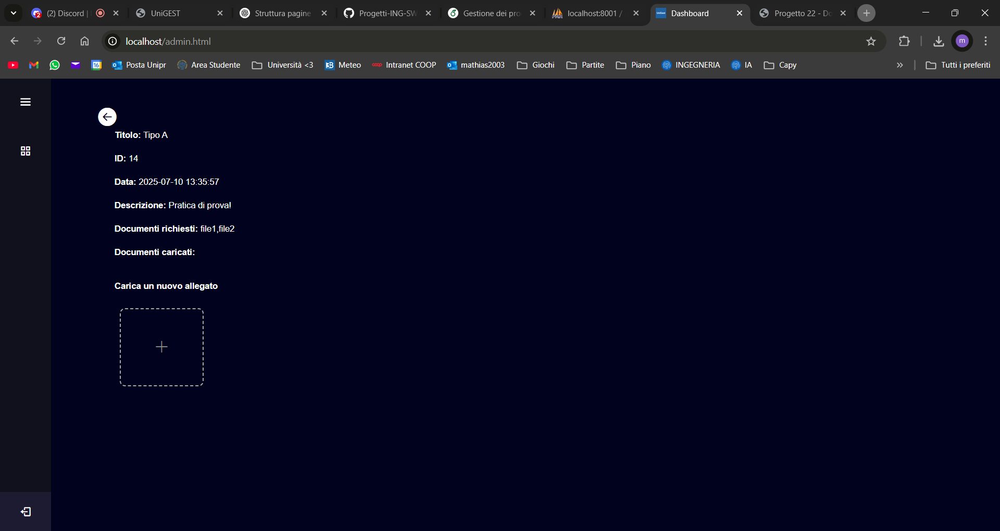 (2) Discord |
UniGEST
Struttura pagine
Progetti-ING-SW
Gestione dei pro
localhost:8001 /
Dashboard
Progetto 22 - Do
localhost/admin.html
m
Posta Unipr
Area Studente
Università <3
Meteo
Intranet COOP
mathias2003
Giochi
Partite
Piano
INGEGNERIA
IA
Capy
Tutti i preferiti
Titolo: Tipo A
ID: 14
Data: 2025-07-10 13:35:57
Descrizione: Pratica di prova!
Documenti richiesti: file1,file2
Documenti caricati:
Carica un nuovo allegato